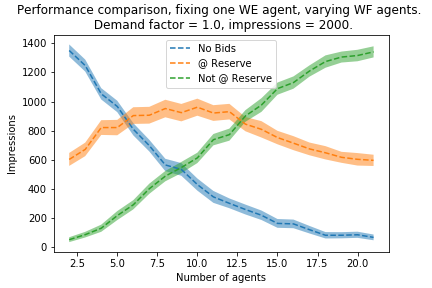 Performance comparison, fixing one WE agent, varying WF agents.
Demand factor = 1.0, impressions = 2000.
No Bids
@ Reserve
Not @ Reserve
Impressions
1400
1200
1000
800
600
400
200
0
2.5 5.0 7.5 10.0 12.5 15.0 17.5 20.0
Number of agents